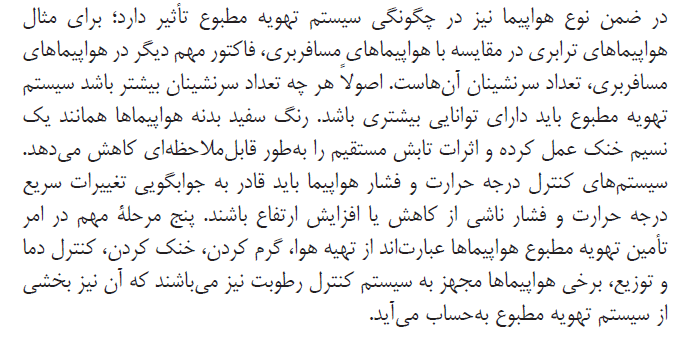 در ضمن نوع هواپیما نیز در چگونگی سیستم تهویه مطبوع تأثیر دارد؛ برای مثال
هواپیماهای ترابری در مقایسه با هواپیماهای مسافربری، فاکتور مهم دیگر در هواپیماهای
مسافربری، تعداد سرنشینان آن‌هاست. اصولاً هر چه تعداد سرنشینان بیشتر باشد سیستم
تهویه مطبوع باید دارای توانایی بیشتری باشد. رنگ سفید بدنه هواپیماها همانند یک
نسیم خنک عمل کرده و اثرات تابش مستقیم را به‌طور قابل‌ملاحظه‌ای کاهش می‌دهد.
سیستم‌های کنترل درجه حرارت و فشار هواپیما باید قادر به جوابگویی تغییرات سریع
درجه حرارت و فشار ناشی از کاهش یا افزایش ارتفاع باشند. پنج مرحلهٔ مهم در امر
تأمین تهویه مطبوع هواپیماها عبارت‌اند از تهیه هوا، گرم کردن، خنک کردن، کنترل دما
و توزیع، برخی هواپیماها مجهز به سیستم کنترل رطوبت نیز می‌باشند که آن نیز بخشی
از سیستم تهویه مطبوع به‌حساب می‌آید.